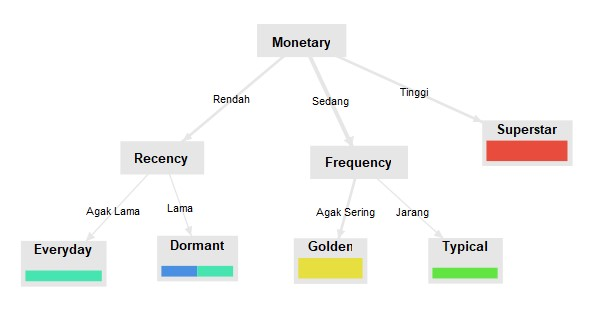 Monetary
Rendah
Sedang
Tinggi
Superstar
Recency
Frequency
Agak Lama
Lama
Agak Sering
Jarang
Everyday
Dormant
Golden
Typical